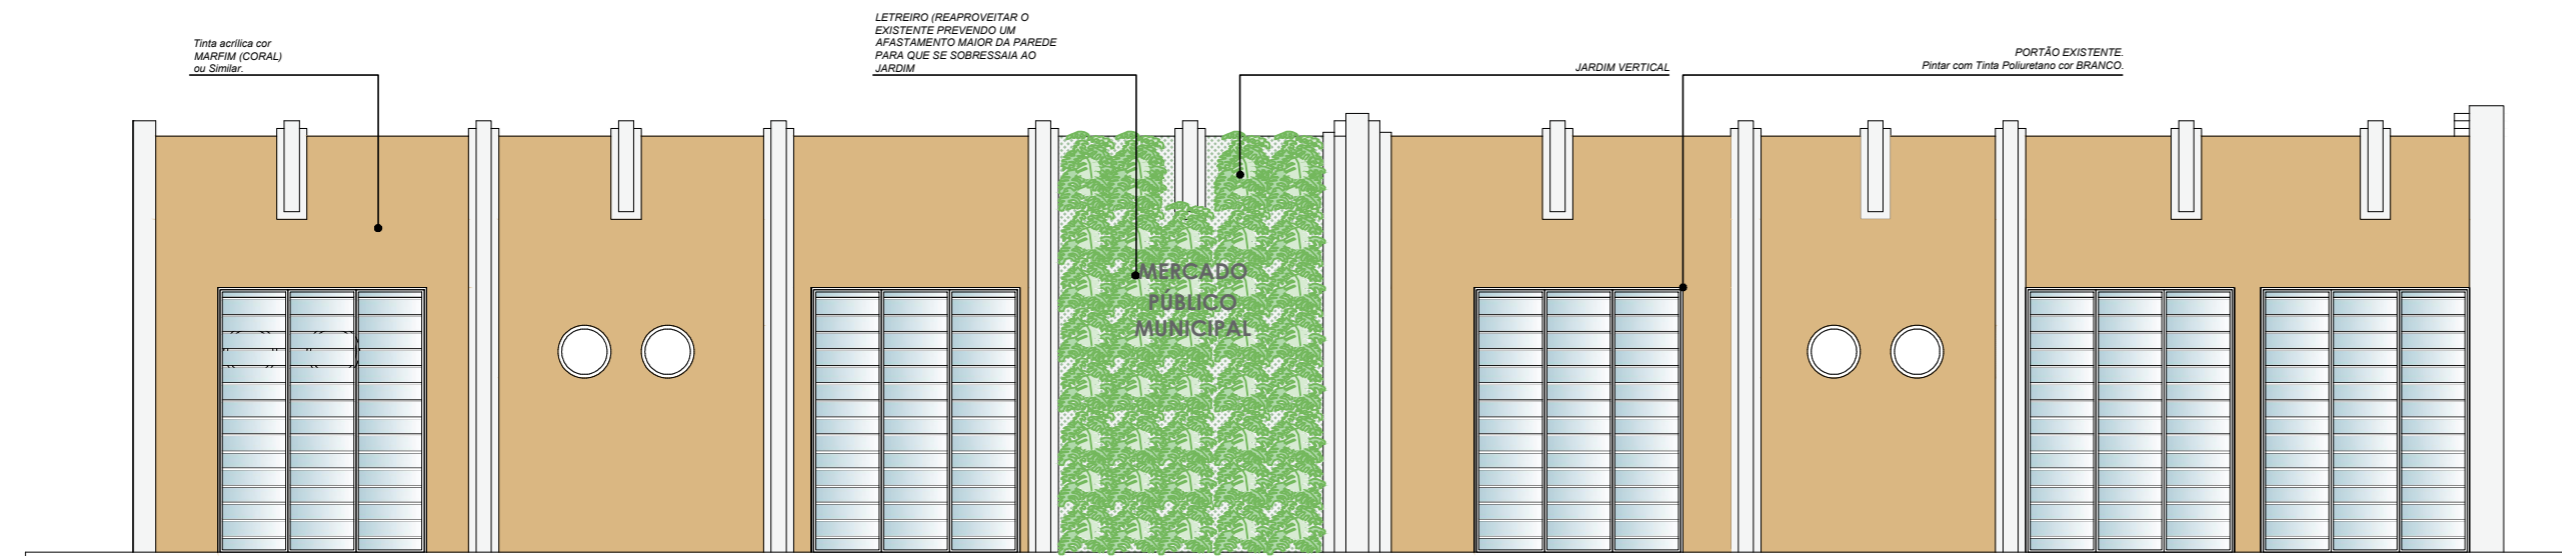 Tinta acrílica cor
MARFIM (CORAL)
ou Similar.
LETREIRO (REAPROVEITAR O
EXISTENTE PREVENDO UM
AFASTAMENTO MAIOR DA PAREDE
PARA QUE SE SOBRESSAIA AO
JARDIM
JARDIM VERTICAL
PORTÃO EXISTENTE.
Pintar com Tinta Poliuretano cor BRANCO.
MERCADO
PÚBLICO
MUNICIPAL